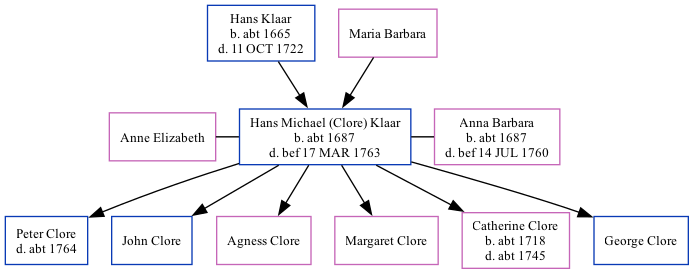 Hans Klaar
b. abt 1665
d. 11 OCT 1722
Maria Barbara
Anne Elizabeth
Hans Michael (Clore) Klaar
b. abt 1687
d. bef 17 MAR 1763
Anna Barbara
b. abt 1687
d. bef 14 JUL 1760
Peter Clore
d. abt 1764
John Clore
Agness Clore
Margaret Clore
Catherine Clore
b. abt 1718
d. abt 1745
George Clore